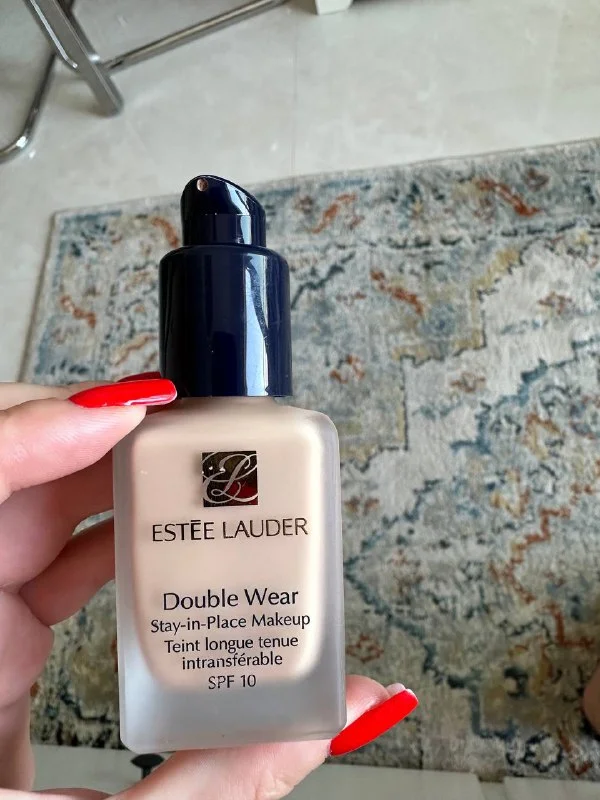 ESTĒE LAUDER
Double Wear
Stay-in-Place Makeup
Teint longue tenue
intransférable
SPF 10